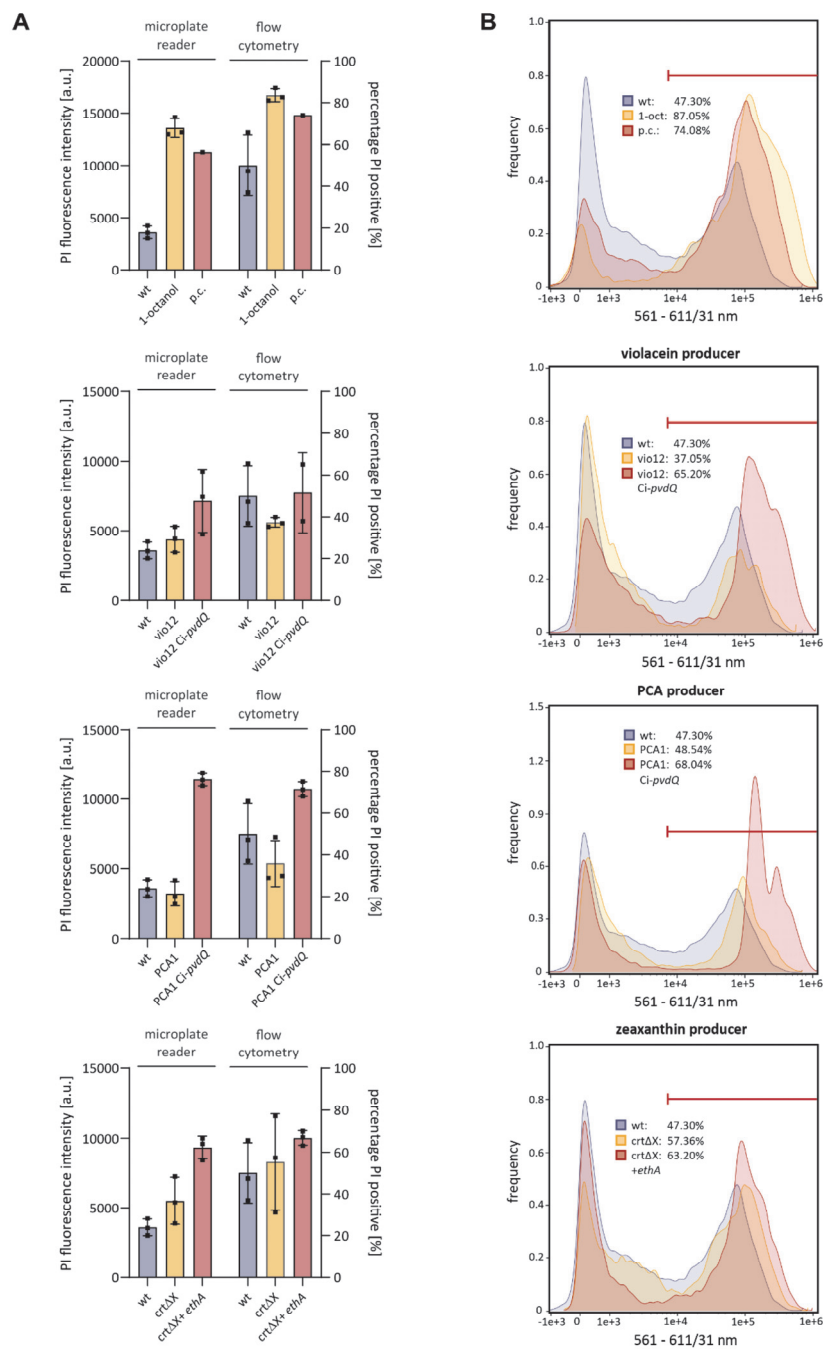 A
microplate reader
flow cytometry
PI fluorescence intensity [a.u.]
20000
15000
10000
5000
0
percentage PI positive [%]
100
80
60
40
20
0
wt
1-octanol
p.c.
wt
1-octanol
p.c.
microplate reader
flow cytometry
PI fluorescence intensity [a.u.]
15000
10000
5000
0
percentage PI positive [%]
100
80
60
40
20
0
wt
vio12
vio12 Ci-pvdQ
wt
vio12
vio12 Ci-pvdQ
microplate reader
flow cytometry
PI fluorescence intensity [a.u.]
15000
10000
5000
0
percentage PI positive [%]
100
80
60
40
20
0
wt
PCA1
PCA1 Ci-pvdQ
wt
PCA1
PCA1 Ci-pvdQ
microplate reader
flow cytometry
PI fluorescence intensity [a.u.]
15000
10000
5000
0
percentage PI positive [%]
100
80
60
40
20
0
wt
crtΔX
crtΔX+ethA
wt
crtΔX
crtΔX+ethA
B
frequency
1.0
0.8
0.6
0.4
0.2
0
wt: 47.30%
1-oct: 87.05%
p.c.: 74.08%
-1e+3 0 1e+3 1e+4 1e+5 1e+6
561 - 611/31 nm
violacein producer
frequency
1.0
0.8
0.6
0.4
0.2
0
wt: 47.30%
vio12: 37.05%
vio12: 65.20%
Ci-pvdQ
-1e+3 0 1e+3 1e+4 1e+5 1e+6
561 - 611/31 nm
PCA producer
frequency
1.5
1.2
0.9
0.6
0.3
0
wt: 47.30%
PCA1: 48.54%
PCA1: 68.04%
Ci-pvdQ
-1e+3 0 1e+3 1e+4 1e+5 1e+6
561 - 611/31 nm
zeaxanthin producer
frequency
1.0
0.8
0.6
0.4
0.2
0
wt: 47.30%
crtΔX: 57.36%
crtΔX: 63.20%
+ethA
-1e+3 0 1e+3 1e+4 1e+5 1e+6
561 - 611/31 nm